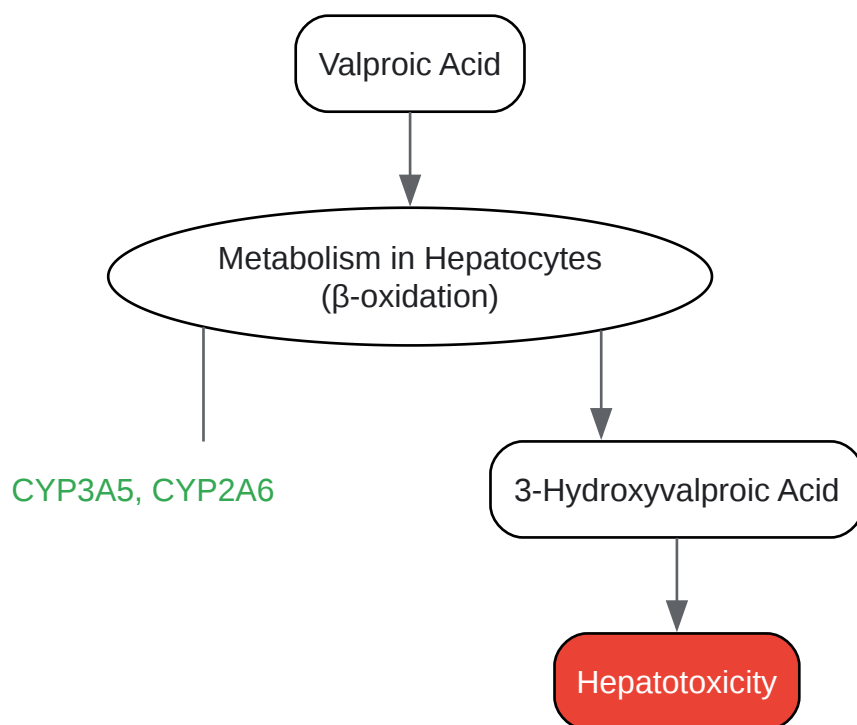 Valproic Acid
Metabolism in Hepatocytes
(β-oxidation)
CYP3A5, CYP2A6
3-Hydroxyvalproic Acid
Hepatotoxicity